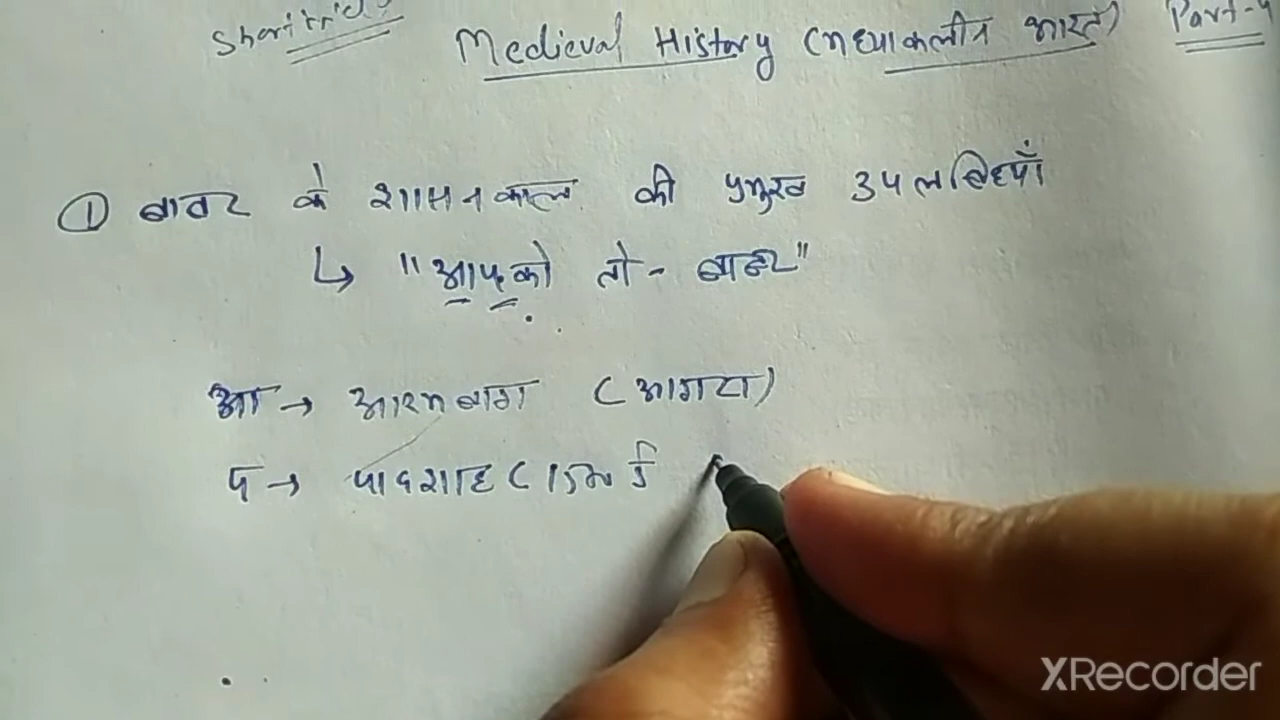 Short trick Medieval History (मध्याकलीन भारत) Part-4
① बाबर के शासनकाल की प्रमुख उपलब्धियाँ
↳ "आपको तो - बाबर"
आ → आरामबाग (आगरा)
प → पादशाह ( 1507 ई
XRecorder